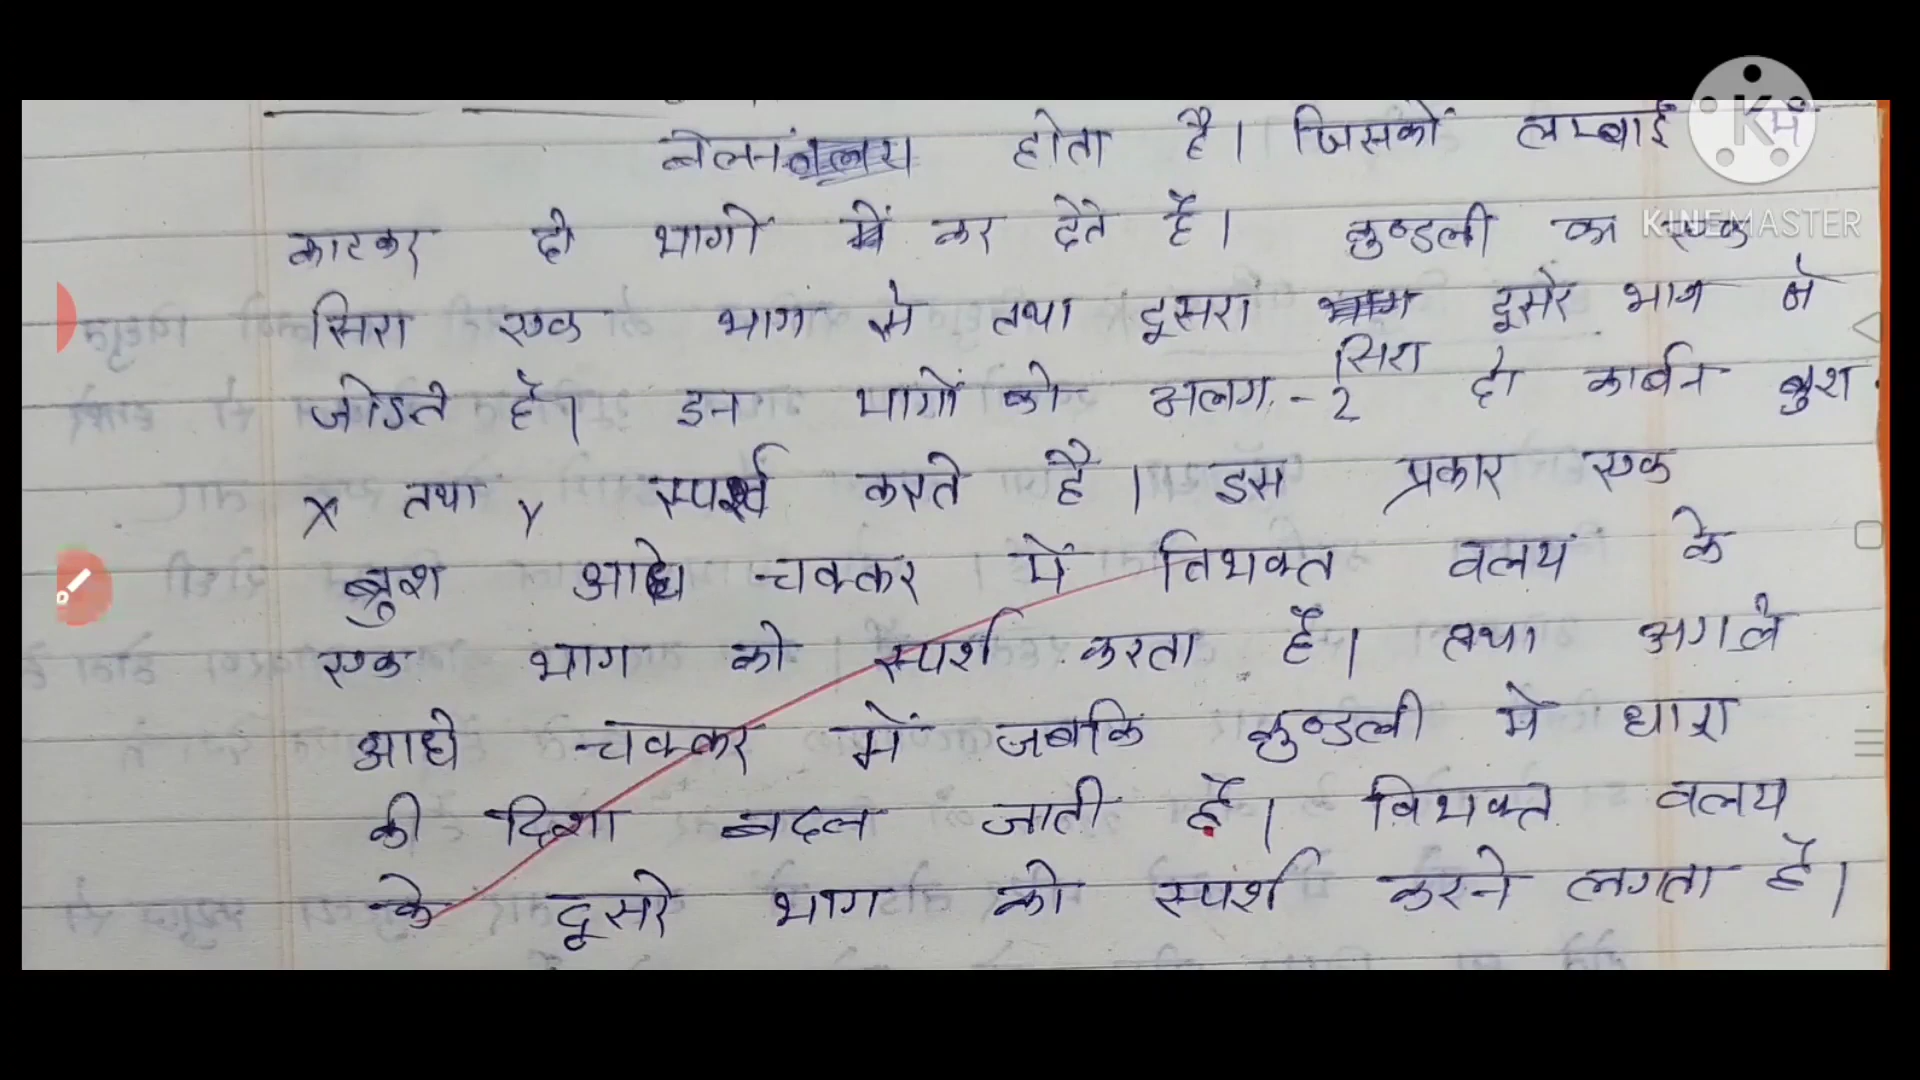 बेलन होता है। जिसको लम्बाई में
काटकर दो भागों में कर देते हैं। कुण्डली का एक
KINEMASTER
सिरा एक भाग से तथा दूसरा दूसरे भाग से
सिरा
जोडते है। इन भागों को अलग-2 दो कार्बन ब्रुश
X तथा Y स्पर्श करते है। इस प्रकार एक
ब्रुश आधे चक्कर में विभक्त वलय के
एक भाग को स्पर्श करता है। तथा अगले
आधे चक्कर में जबकि कुण्डली मे धारा
की दिशा बदल जाती है। विभक्त वलय
के दूसरे भाग को स्पर्श करने लगता है।